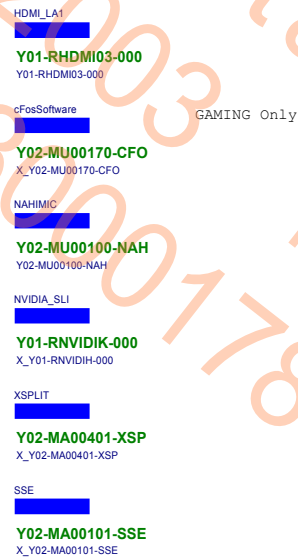 HDMI_LA1
Y01-RHDMI03-000
Y01-RHDMI03-000
cFosSoftware
GAMING Only
Y02-MU00170-CFO
X_Y02-MU00170-CFO
NAHIMIC
Y02-MU00100-NAH
Y02-MU00100-NAH
NVIDIA_SLI
Y01-RNVIDIK-000
X_Y01-RNVIDIH-000
XSPLIT
Y02-MA00401-XSP
X_Y02-MA00401-XSP
SSE
Y02-MA00101-SSE
X_Y02-MA00101-SSE